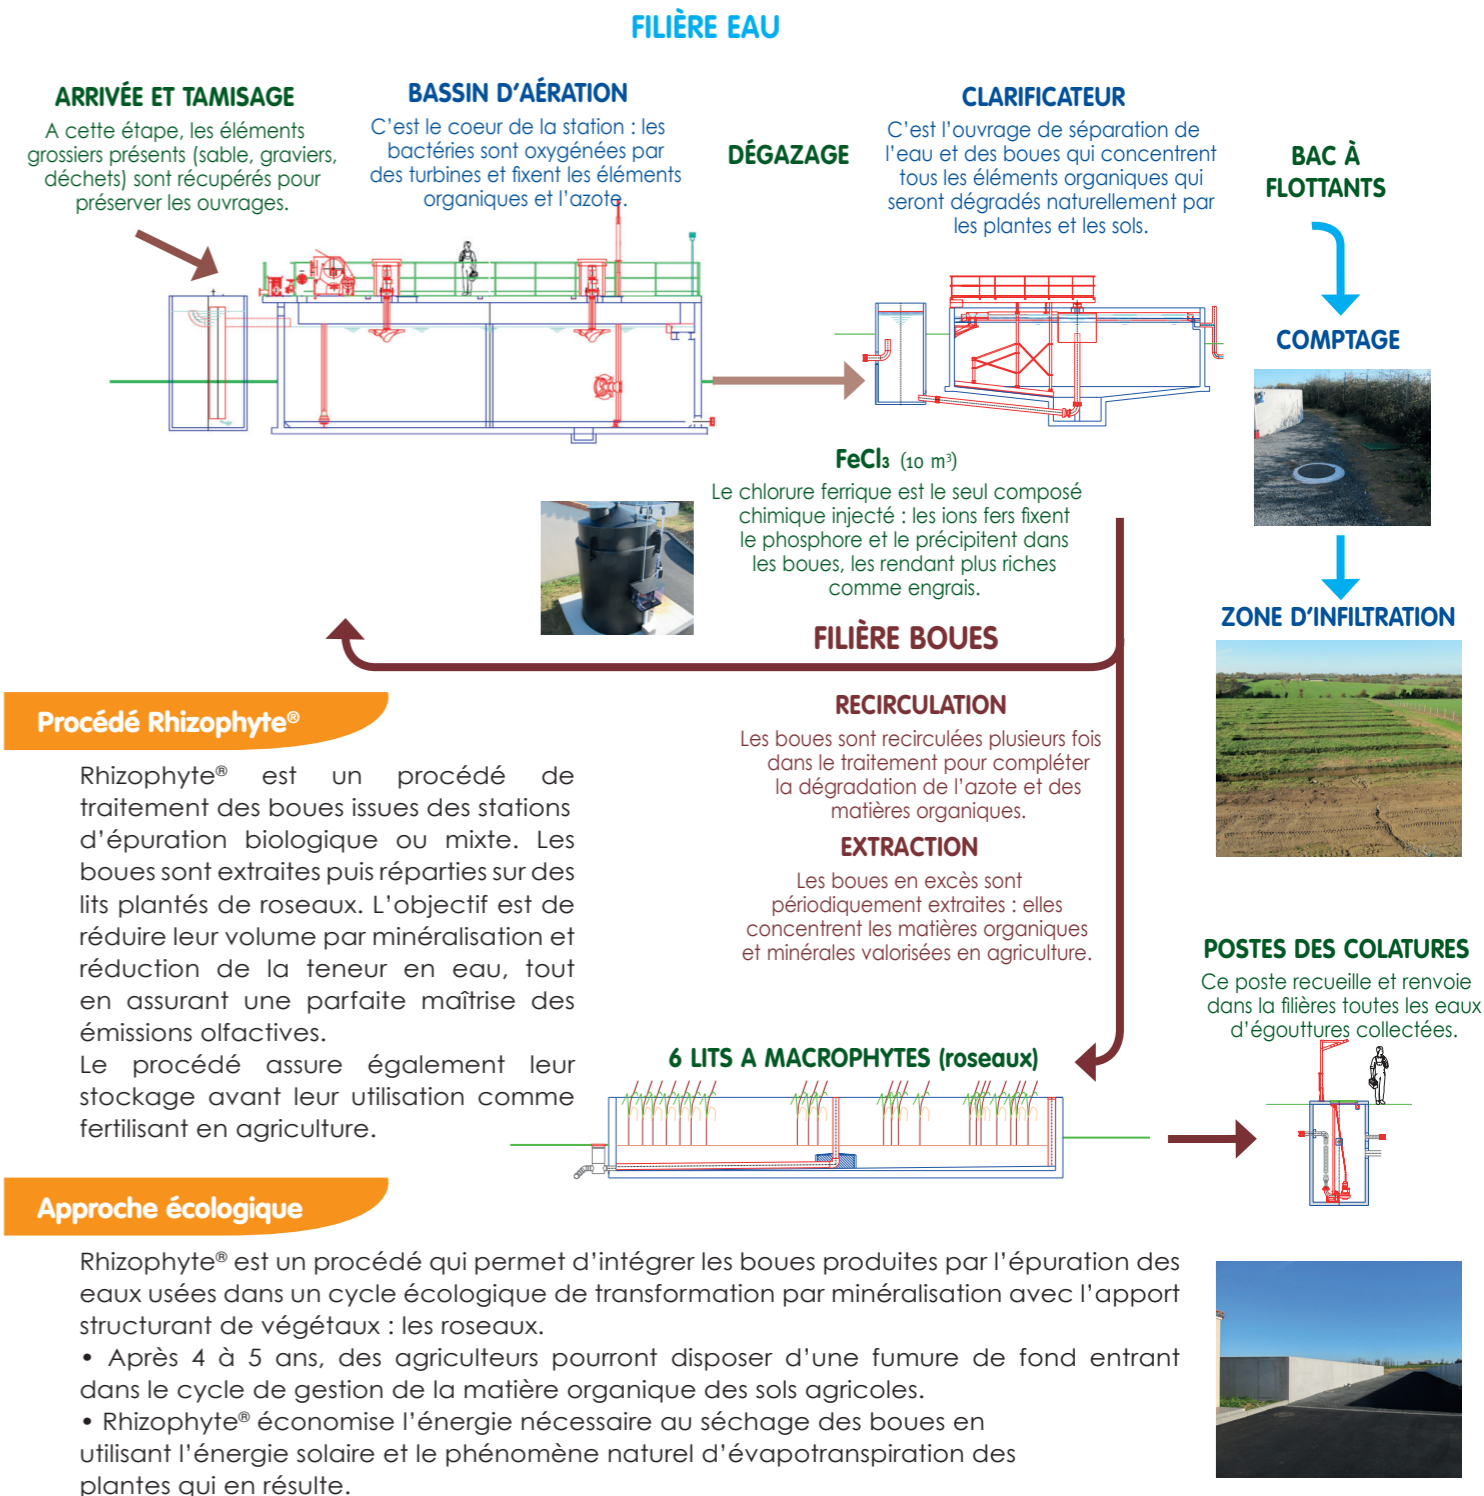 FILIÈRE EAU
ARRIVÉE ET TAMISAGE
A cette étape, les éléments
grossiers présents (sable, graviers,
déchets) sont récupérés pour
préserver les ouvrages.
BASSIN D'AÉRATION
C'est le coeur de la station : les
bactéries sont oxygénées par
des turbines et fixent les éléments
organiques et l'azote.
DÉGAZAGE
CLARIFICATEUR
C'est l'ouvrage de séparation de
l'eau et des boues qui concentrent
tous les éléments organiques qui
seront dégradés naturellement par
les plantes et les sols.
BAC À
FLOTTANTS
COMPTAGE
FeCl₃ (10 m³)
Le chlorure ferrique est le seul composé
chimique injecté : les ions fers fixent
le phosphore et le précipitent dans
les boues, les rendant plus riches
comme engrais.
ZONE D'INFILTRATION
FILIÈRE BOUES
RECIRCULATION
Les boues sont recirculées plusieurs fois
dans le traitement pour compléter
la dégradation de l'azote et des
matières organiques.
EXTRACTION
Les boues en excès sont
périodiquement extraites : elles
concentrent les matières organiques
et minérales valorisées en agriculture.
Procédé Rhizophyte®
Rhizophyte® est un procédé de
traitement des boues issues des stations
d'épuration biologique ou mixte. Les
boues sont extraites puis réparties sur des
lits plantés de roseaux. L'objectif est de
réduire leur volume par minéralisation et
réduction de la teneur en eau, tout
en assurant une parfaite maîtrise des
émissions olfactives.
Le procédé assure également leur
stockage avant leur utilisation comme
fertilisant en agriculture.
6 LITS A MACROPHYTES (roseaux)
POSTES DES COLATURES
Ce poste recueille et renvoie
dans la filières toutes les eaux
d'égouttures collectées.
Approche écologique
Rhizophyte® est un procédé qui permet d'intégrer les boues produites par l'épuration des
eaux usées dans un cycle écologique de transformation par minéralisation avec l'apport
structurant de végétaux : les roseaux.
• Après 4 à 5 ans, des agriculteurs pourront disposer d'une fumure de fond entrant
dans le cycle de gestion de la matière organique des sols agricoles.
• Rhizophyte® économise l'énergie nécessaire au séchage des boues en
utilisant l'énergie solaire et le phénomène naturel d'évapotranspiration des
plantes qui en résulte.